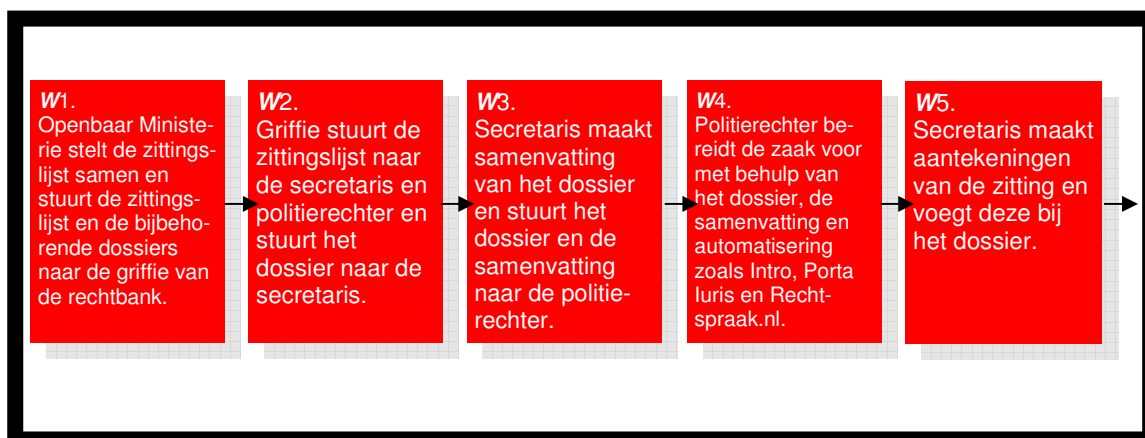 W1.
Openbaar Ministe-
rie stelt de zittings-
lijst samen en
stuurt de zittings-
lijst en de bijbeho-
rende dossiers
naar de griffie van
de rechtbank.
W2.
Griffie stuurt de
zittingslijst naar
de secretaris en
politierechter en
stuurt het
dossier naar de
secretaris.
W3.
Secretaris maakt
samenvatting
van het dossier
en stuurt het
dossier en de
samenvatting
naar de politie-
rechter.
W4.
Politierechter be-
reidt de zaak voor
met behulp van
het dossier, de
samenvatting en
automatisering
zoals Intro, Porta
Iuris en Recht-
spraak.nl.
W5.
Secretaris maakt
aantekeningen
van de zitting en
voegt deze bij
het dossier.